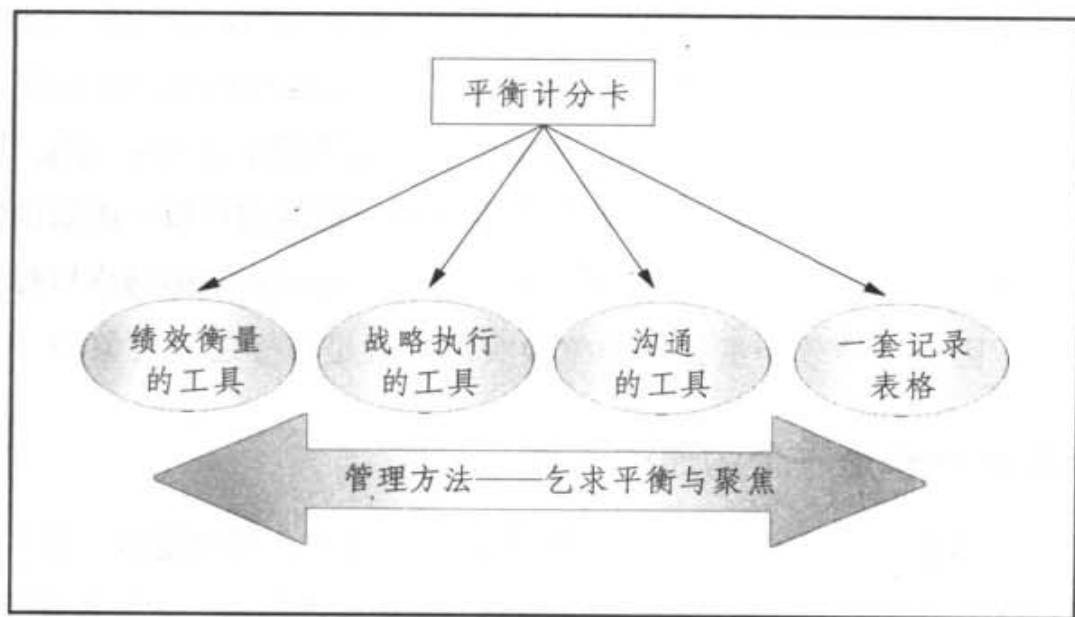 平衡计分卡
绩效衡量
的工具
战略执行
的工具
沟通
的工具
一套记录
表格
管理方法——乞求平衡与聚焦